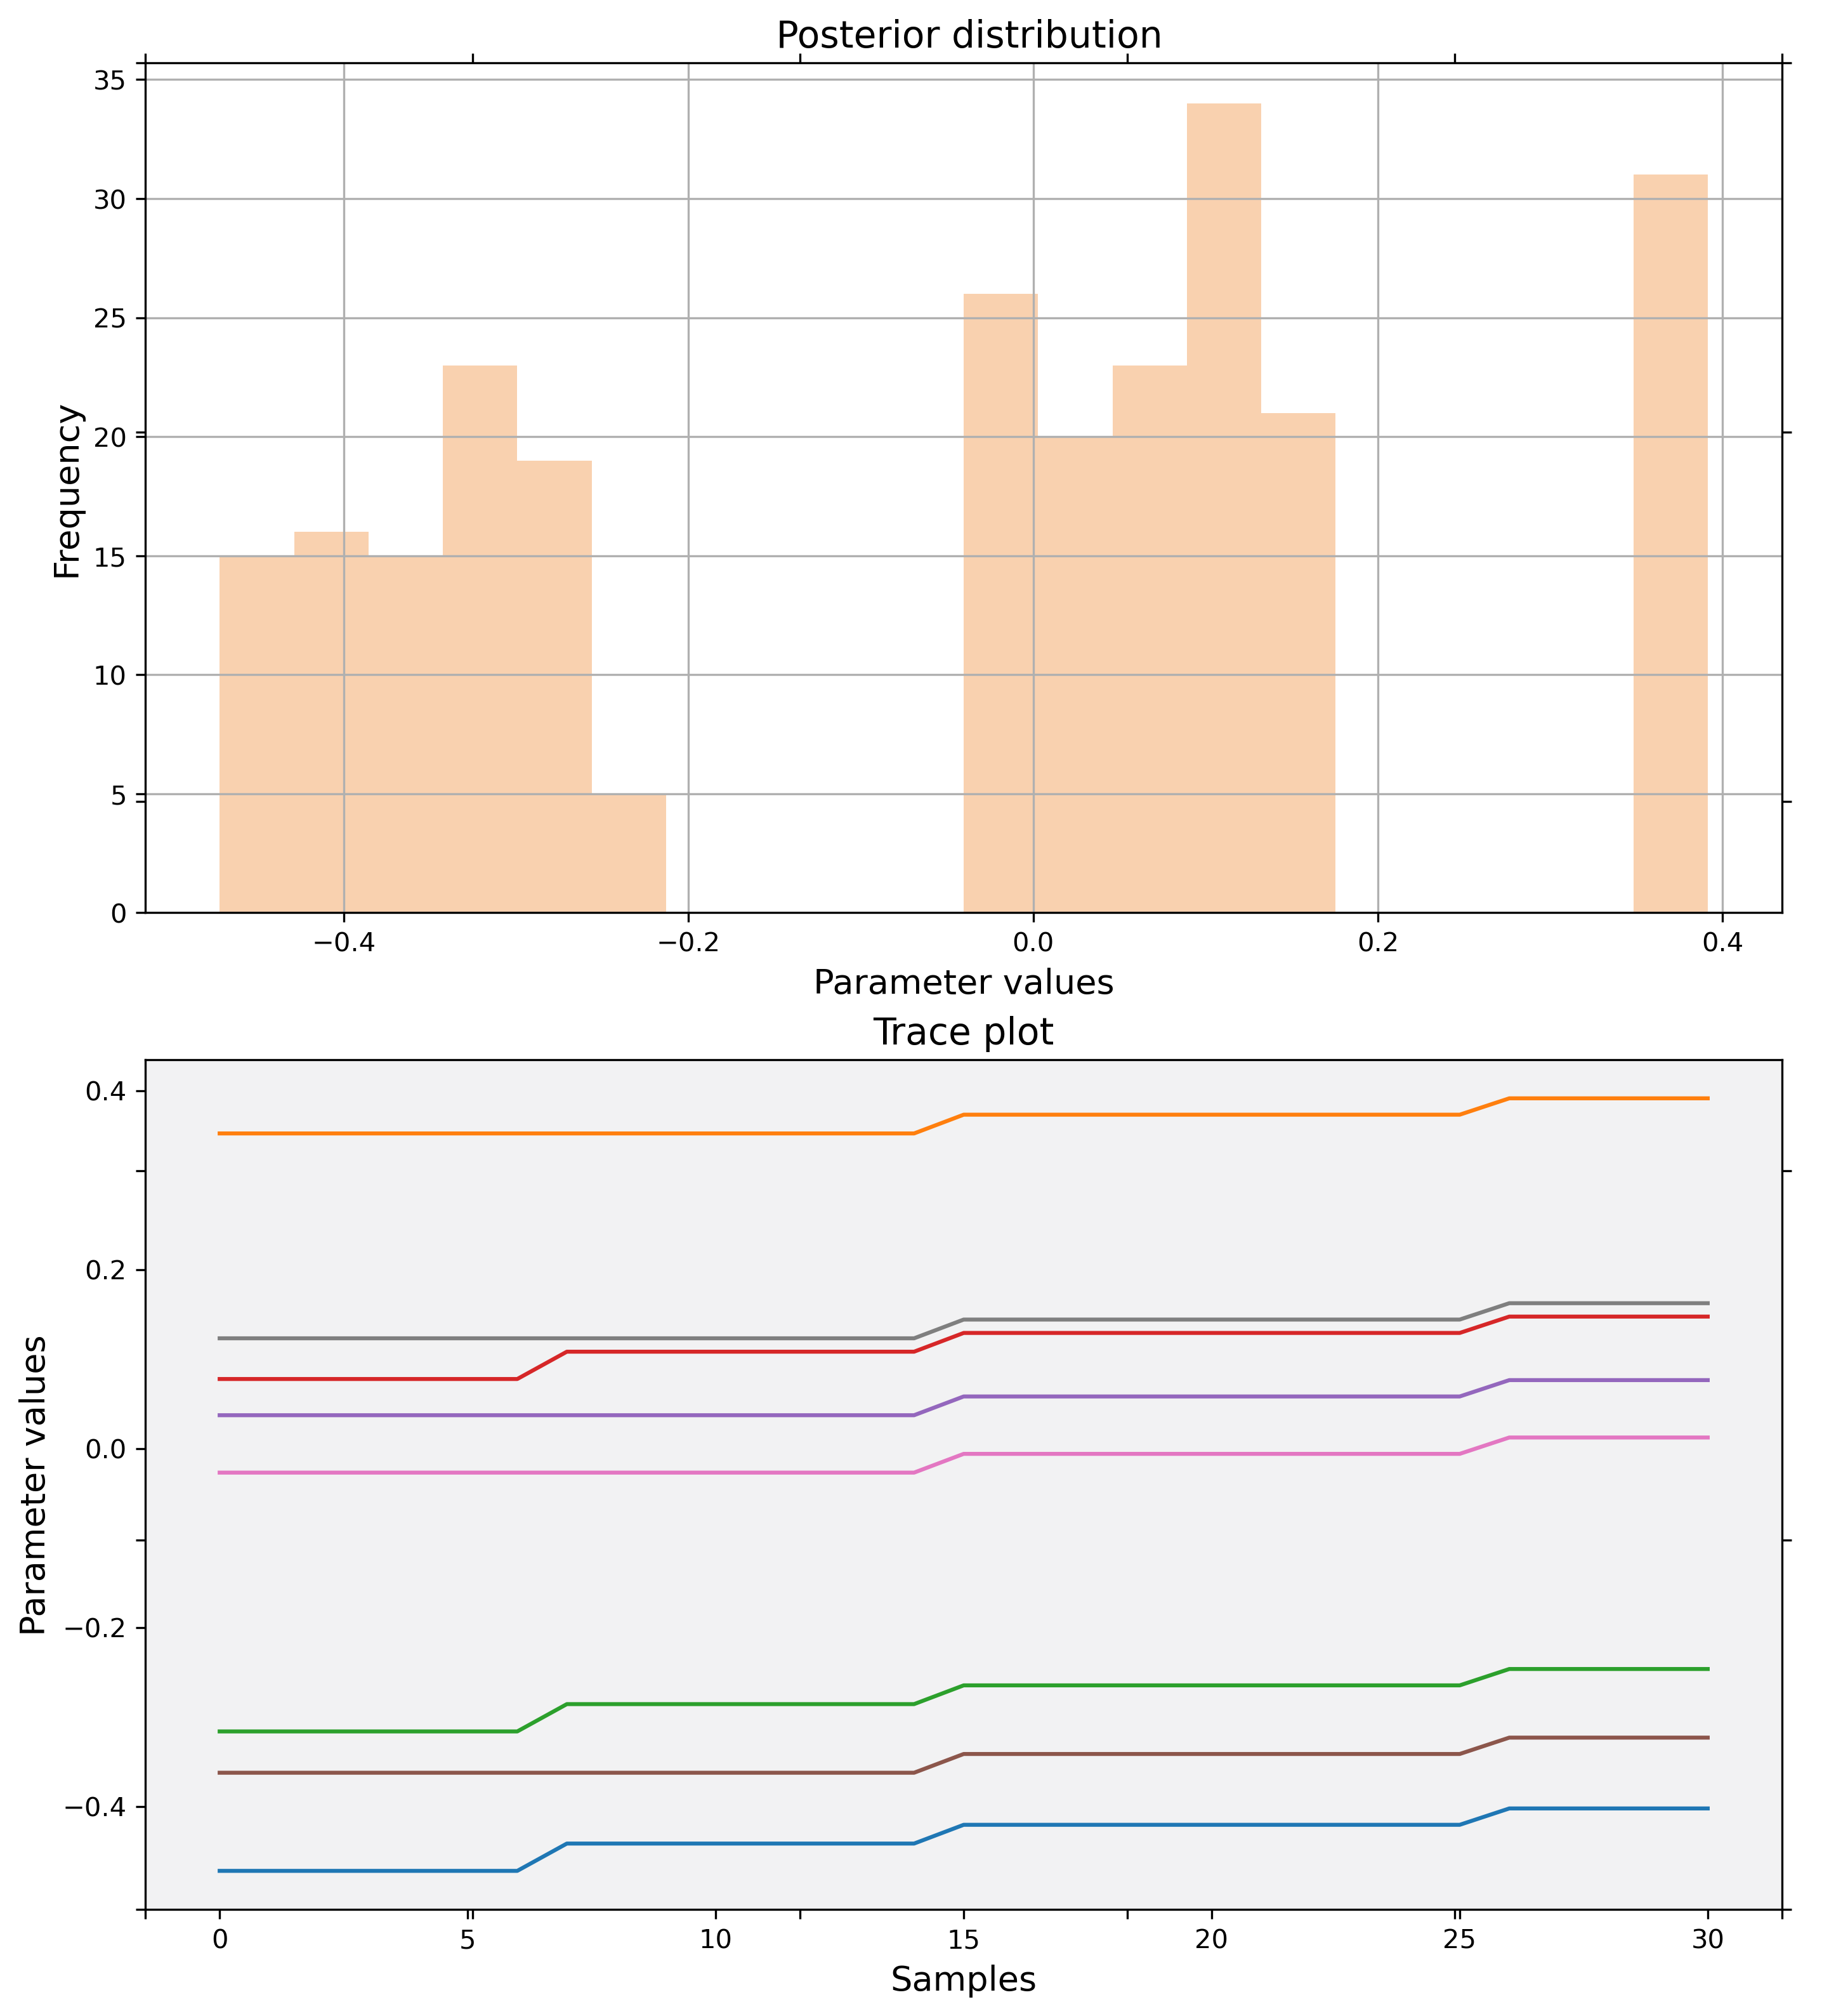 Posterior distribution
35
30
25
20
15
10
5
0
Frequency
−0.4 −0.2 0.0 0.2 0.4
Parameter values
Trace plot
0.4
0.2
0.0
−0.2
−0.4
Parameter values
0 5 10 15 20 25 30
Samples